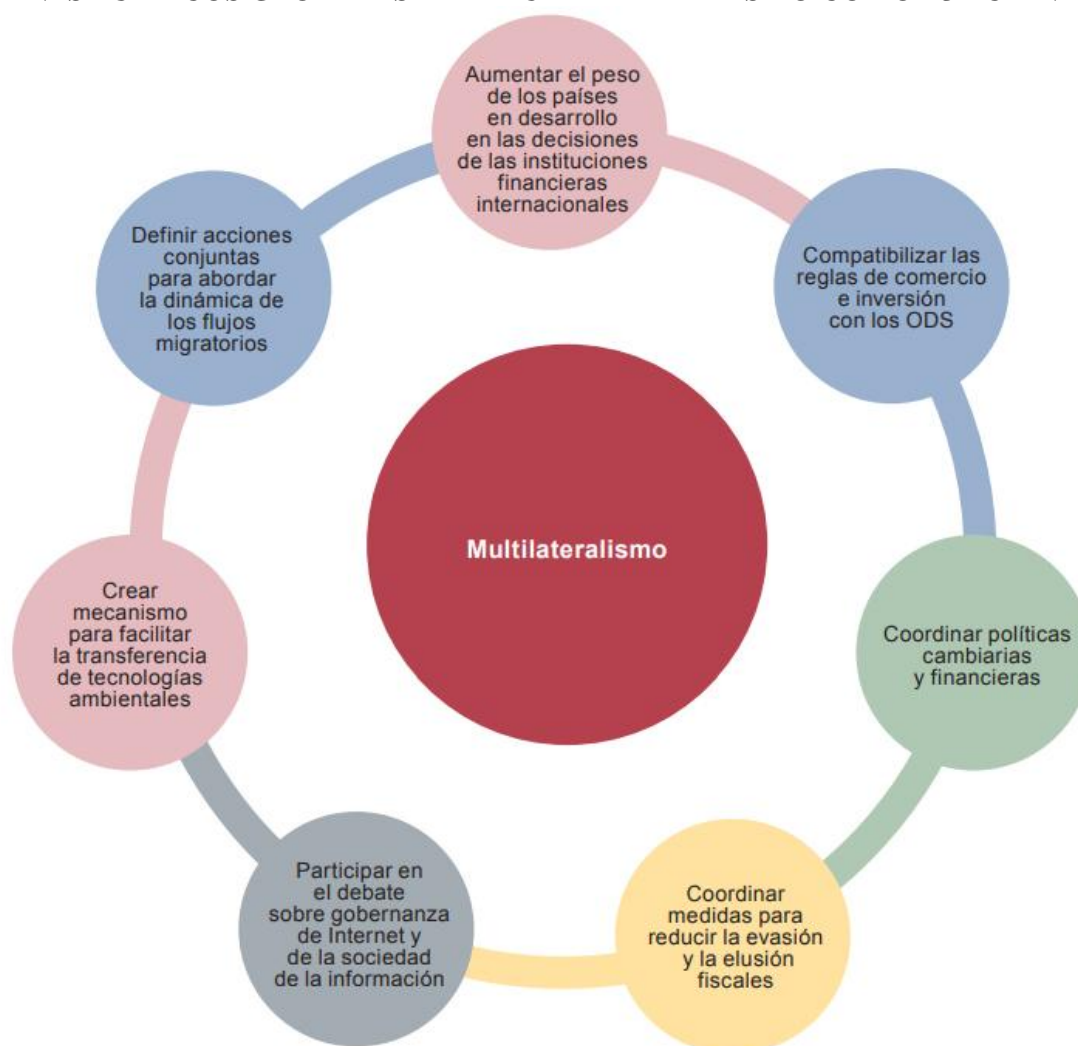 Aumentar el peso
de los países
en desarrollo
en las decisiones
de las instituciones
financieras
internacionales
Compatibilizar las
reglas de comercio
e inversión
con los ODS
Coordinar políticas
cambiarias
y financieras
Coordinar
medidas para
reducir la evasión
y la elusión
fiscales
Participar en
el debate
sobre gobernanza
de Internet y
de la sociedad
de la información
Crear
mecanismo
para facilitar
la transferencia
de tecnologías
ambientales
Definir acciones
conjuntas
para abordar
la dinámica de
los flujos
migratorios
Multilateralismo